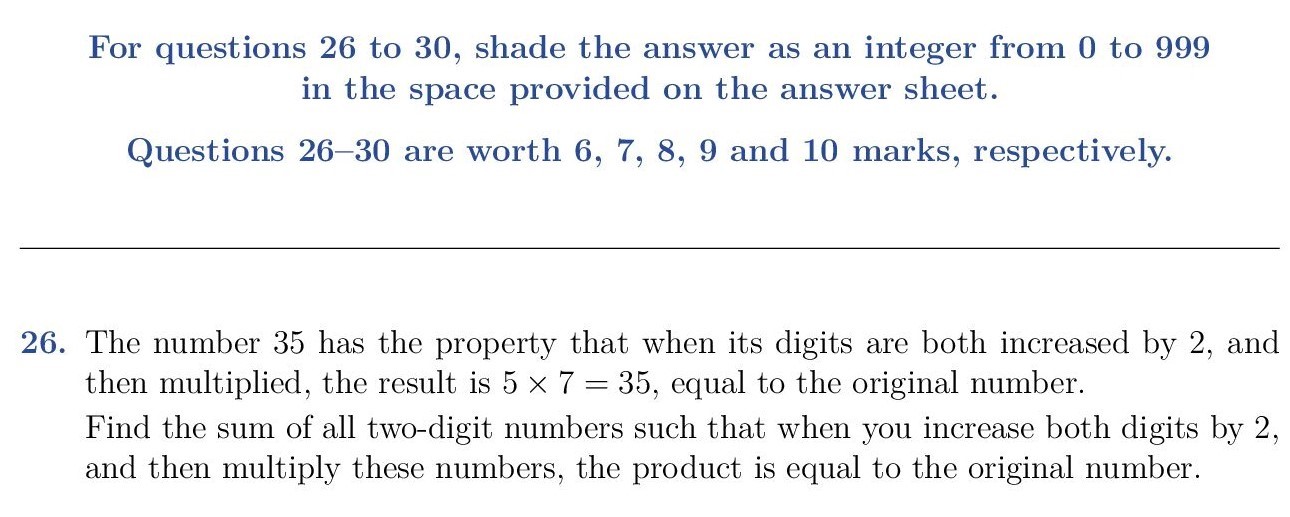 For questions 26 to 30, shade the answer as an integer from 0 to 999
in the space provided on the answer sheet.
Questions 26–30 are worth 6, 7, 8, 9 and 10 marks, respectively.
26. The number 35 has the property that when its digits are both increased by 2, and
then multiplied, the result is 5 × 7 = 35, equal to the original number.
Find the sum of all two-digit numbers such that when you increase both digits by 2,
and then multiply these numbers, the product is equal to the original number.